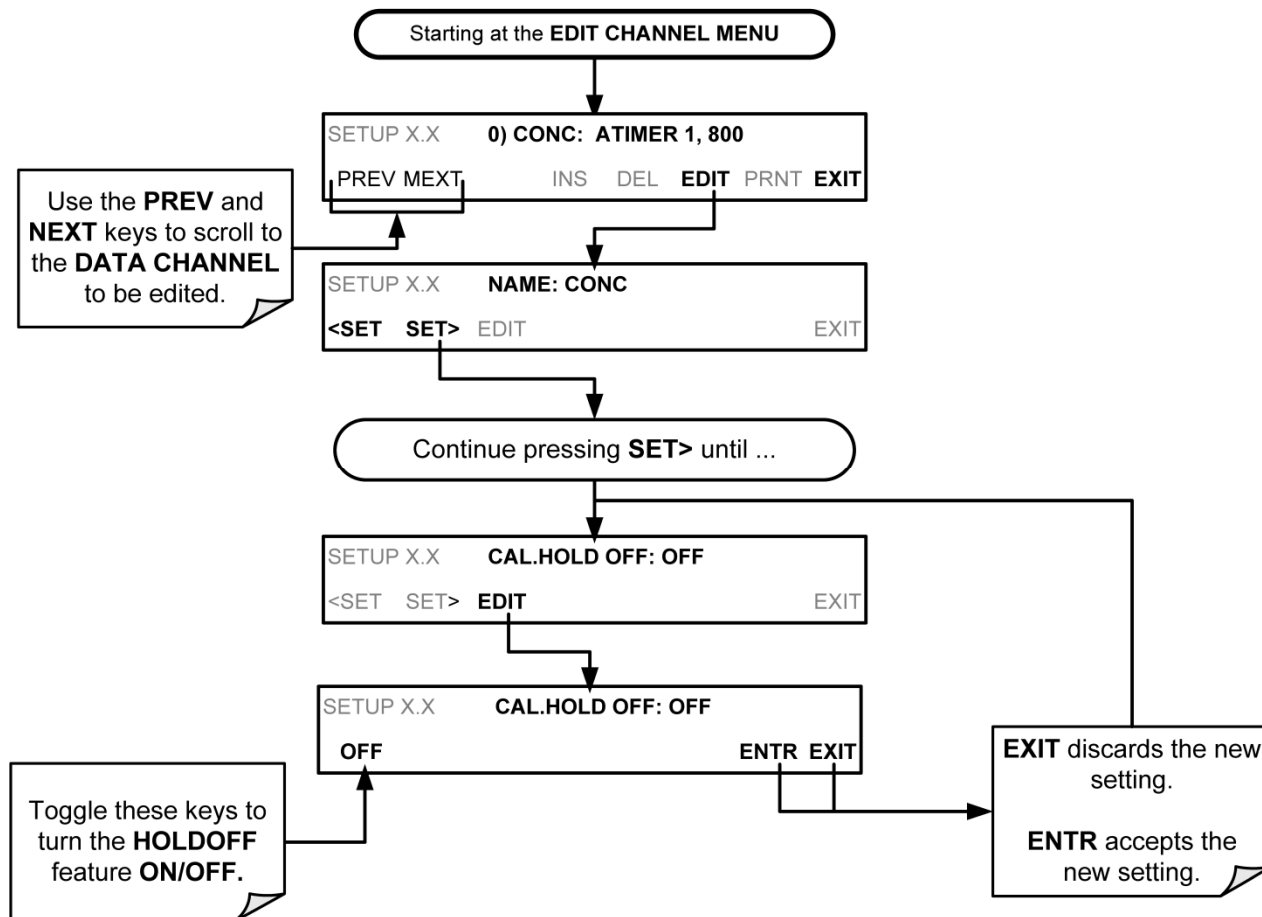 Starting at the EDIT CHANNEL MENU
SETUP X.X 0) CONC: ATIMER 1, 800
PREV MEXT INS DEL EDIT PRNT EXIT
Use the PREV and
NEXT keys to scroll to
the DATA CHANNEL
to be edited.
SETUP X.X NAME: CONC
<SET SET> EDIT EXIT
Continue pressing SET> until ...
SETUP X.X CAL.HOLD OFF: OFF
<SET SET> EDIT EXIT
SETUP X.X CAL.HOLD OFF: OFF
OFF ENTR EXIT
Toggle these keys to
turn the HOLDOFF
feature ON/OFF.
EXIT discards the new
setting.
ENTR accepts the
new setting.